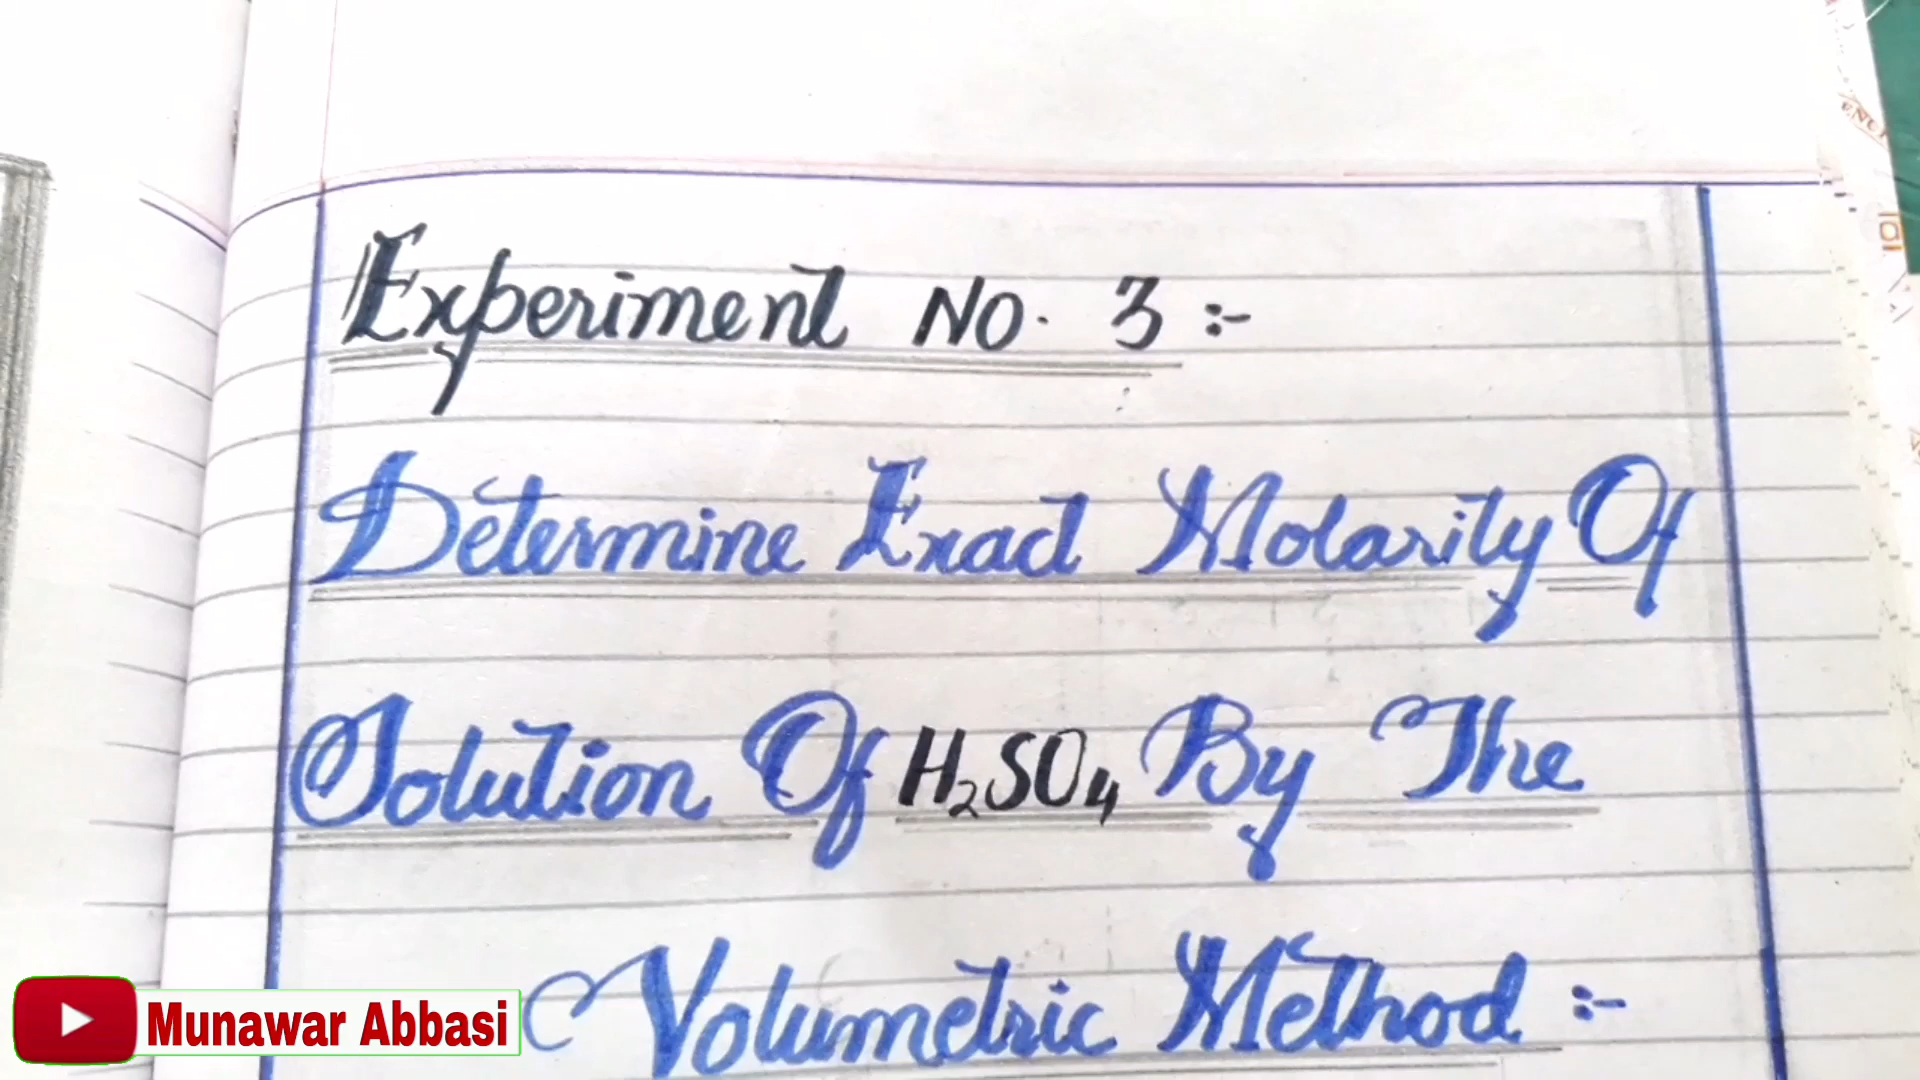 Experiment No. 3 :-
Determine Exact Molarity Of
Solution Of H₂SO₄ By The
Volumetric Method :-
Munawar Abbasi